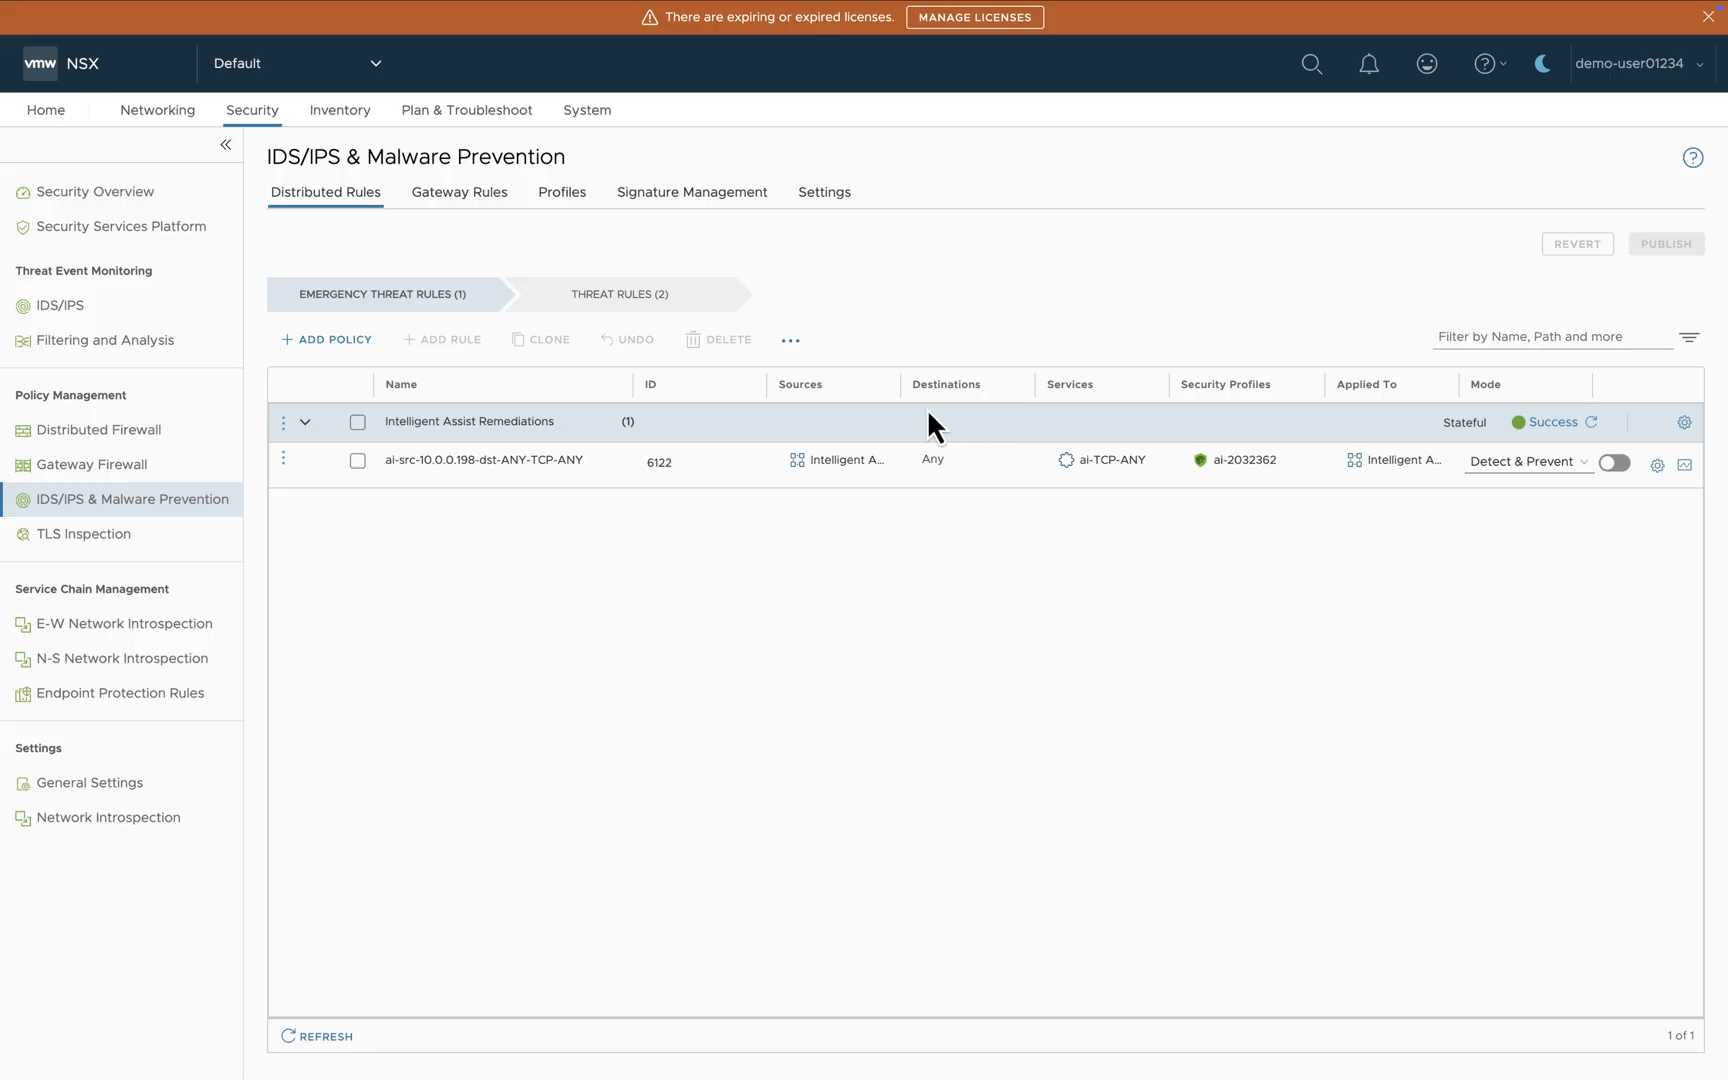 There are expiring or expired licenses. MANAGE LICENSES
vmw NSX Default demo-user01234
Home Networking Security Inventory Plan & Troubleshoot System
Security Overview
Security Services Platform
Threat Event Monitoring
IDS/IPS
Filtering and Analysis
Policy Management
Distributed Firewall
Gateway Firewall
IDS/IPS & Malware Prevention
TLS Inspection
Service Chain Management
E-W Network Introspection
N-S Network Introspection
Endpoint Protection Rules
Settings
General Settings
Network Introspection
IDS/IPS & Malware Prevention
Distributed Rules Gateway Rules Profiles Signature Management Settings
REVERT PUBLISH
EMERGENCY THREAT RULES (1) THREAT RULES (2)
+ ADD POLICY + ADD RULE CLONE UNDO DELETE ... Filter by Name, Path and more
Name ID Sources Destinations Services Security Profiles Applied To Mode
Intelligent Assist Remediations (1) Stateful Success
ai-src-10.0.0.198-dst-ANY-TCP-ANY 6122 Intelligent A... Any ai-TCP-ANY ai-2032362 Intelligent A... Detect & Prevent
REFRESH 1 of 1